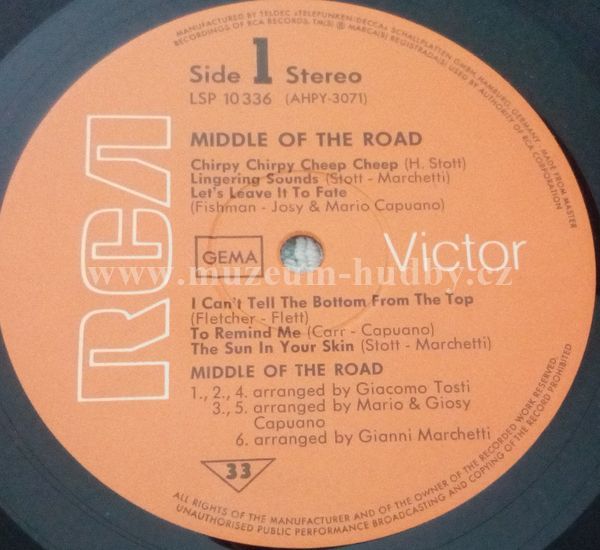 MANUFACTURED BY TELDEC »TELEFUNKEN-DECCA« SCHALLPLATTEN GMBH, HAMBURG, GERMANY · MADE FROM MASTER
RECORDINGS OF RCA RECORDS. TM(S) ® MARCA(S) REGISTRADA(S) USED BY AUTHORITY OF RCA CORPORATION
Side 1 Stereo
LSP 10 336 (AHPY-3071)
RCA
MIDDLE OF THE ROAD
Chirpy Chirpy Cheep Cheep (H. Stott)
Lingering Sounds (Stott - Marchetti)
Let's Leave It To Fate
(Fishman - Josy & Mario Capuano)
GEMA
Victor
www.muzeum-hudby.cz
I Can't Tell The Bottom From The Top
(Fletcher - Flett)
To Remind Me (Carr - Capuano)
The Sun In Your Skin (Stott - Marchetti)
MIDDLE OF THE ROAD
1., 2., 4. arranged by Giacomo Tosti
3., 5. arranged by Mario & Giosy
Capuano
6. arranged by Gianni Marchetti
33
ALL RIGHTS OF THE MANUFACTURER AND OF THE OWNER OF THE RECORDED WORK RESERVED.
UNAUTHORISED PUBLIC PERFORMANCE BROADCASTING AND COPYING OF THE RECORD PROHIBITED